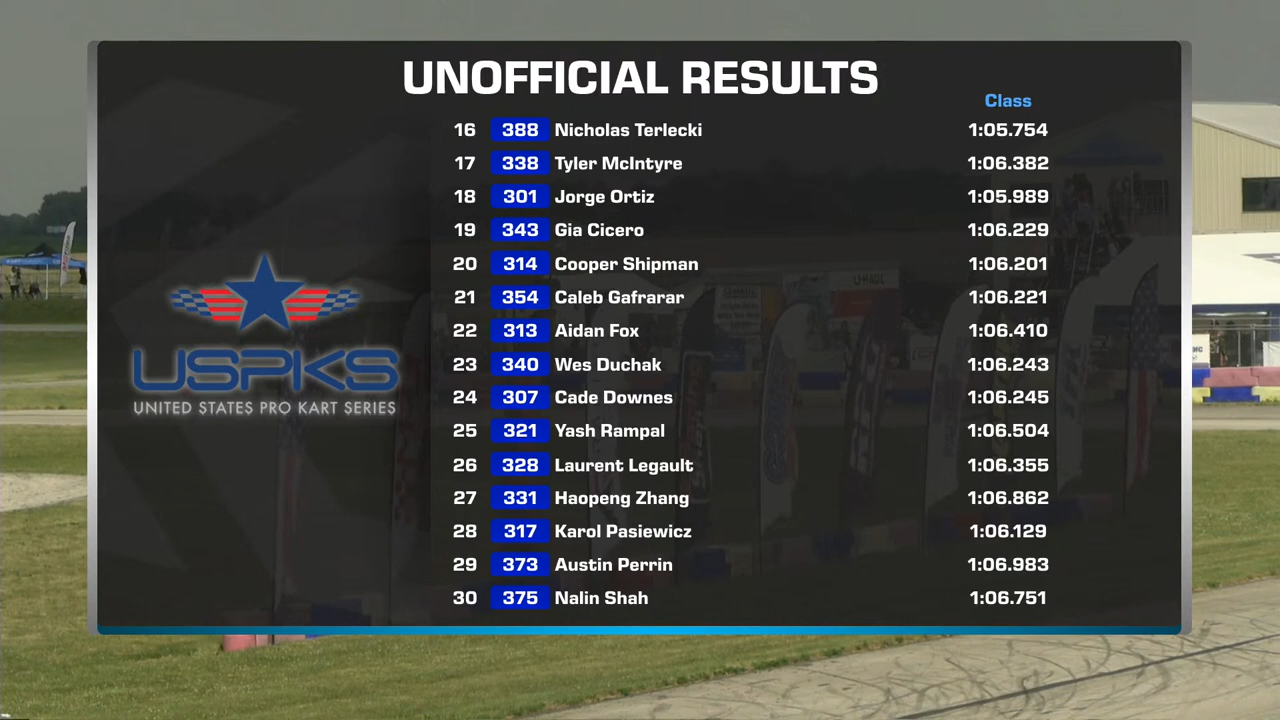 UNOFFICIAL RESULTS
Class
16 388 Nicholas Terlecki 1:05.754
17 338 Tyler McIntyre 1:06.382
18 301 Jorge Ortiz 1:05.989
19 343 Gia Cicero 1:06.229
20 314 Cooper Shipman 1:06.201
21 354 Caleb Gafrarar 1:06.221
22 313 Aidan Fox 1:06.410
23 340 Wes Duchak 1:06.243
24 307 Cade Downes 1:06.245
25 321 Yash Rampal 1:06.504
26 328 Laurent Legault 1:06.355
27 331 Haopeng Zhang 1:06.862
28 317 Karol Pasiewicz 1:06.129
29 373 Austin Perrin 1:06.983
30 375 Nalin Shah 1:06.751
USPKS
UNITED STATES PRO KART SERIES
U-HAUL